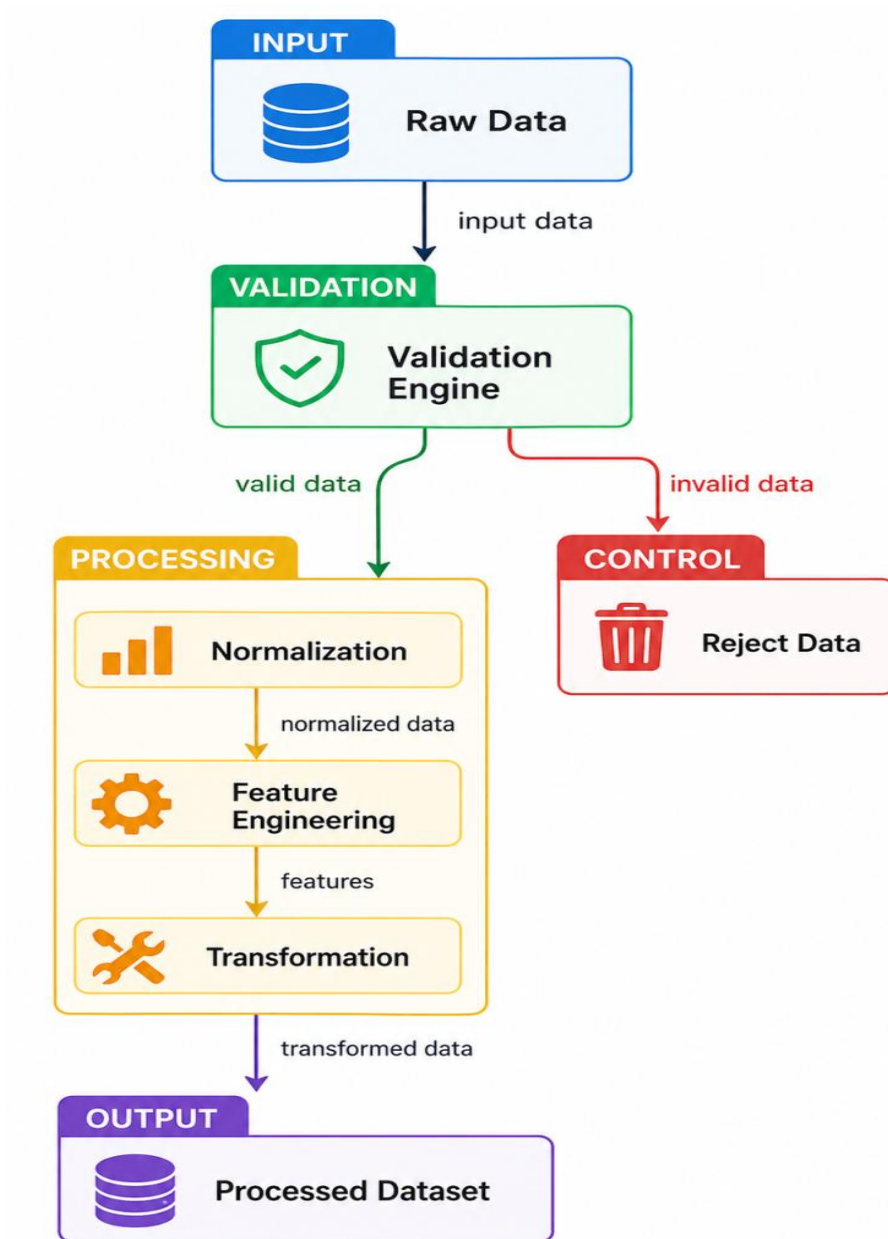 INPUT
Raw Data
input data
VALIDATION
Validation
Engine
valid data
invalid data
PROCESSING
CONTROL
Normalization
Reject Data
normalized data
Feature
Engineering
features
Transformation
transformed data
OUTPUT
Processed Dataset